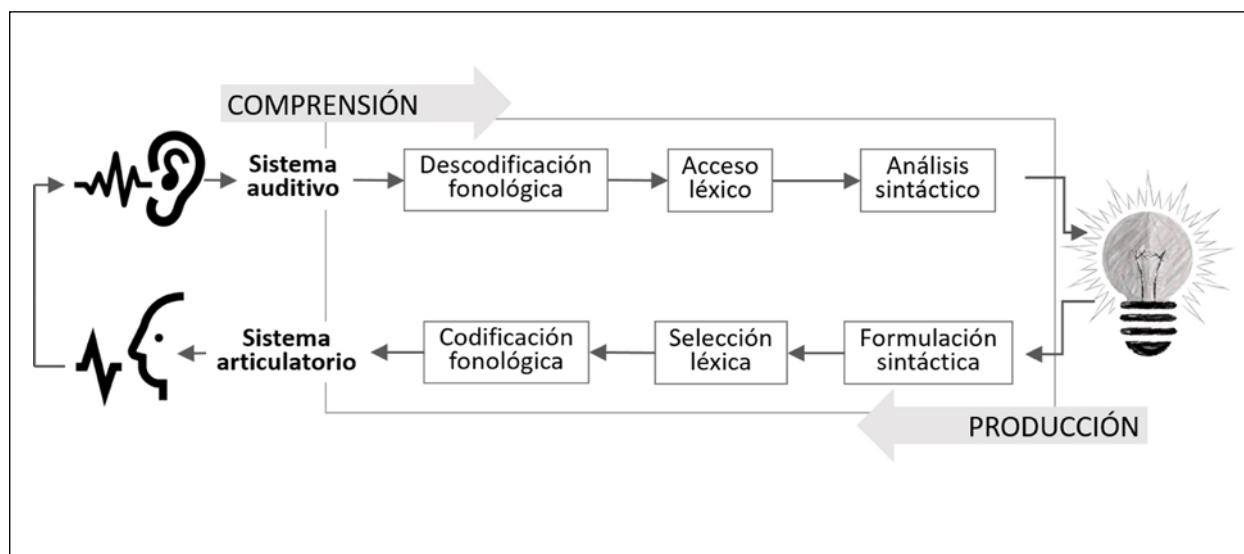 COMPRENSIÓN
Sistema
auditivo
Descodificación
fonológica
Acceso
léxico
Análisis
sintáctico
Sistema
articulatorio
Codificación
fonológica
Selección
léxica
Formulación
sintáctica
PRODUCCIÓN